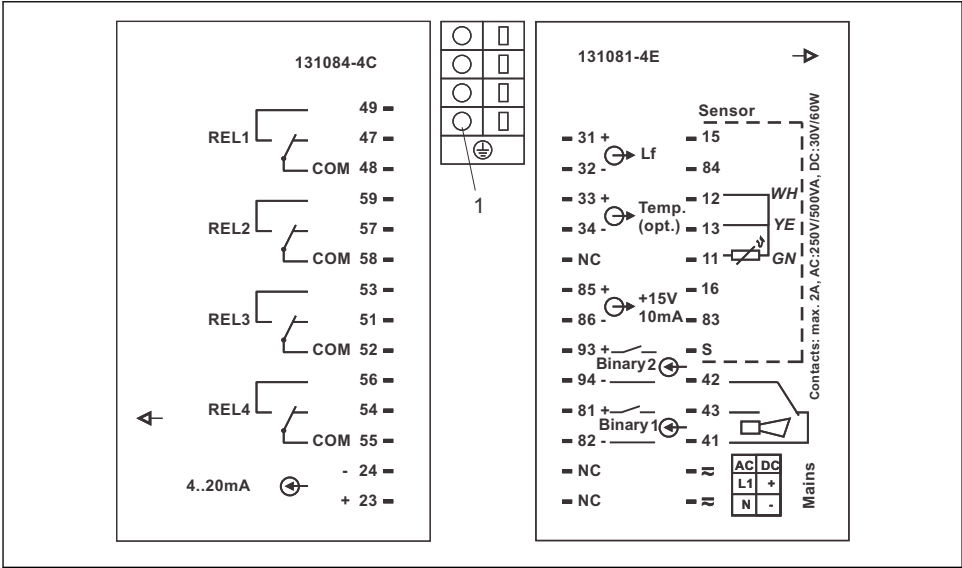 131084-4C
49
REL1 47
COM 48
59
REL2 57
COM 58
53
REL3 51
COM 52
56
REL4 54
COM 55
- 24
4..20mA
+ 23
1
131081-4E
Sensor
31 + 15
Lf
32 - 84
33 + 12 WH
Temp.
(opt.)
34 - 13 YE
NC 11 GN
85 + 16
+15V
10mA
86 - 83
93 + S
Binary2
94 - 42
81 + 43
Binary1
82 - 41
NC ≂
AC DC
L1 +
NC ≂
N -
Mains
Contacts: max. 2A, AC:250V/500VA, DC:30V/60W